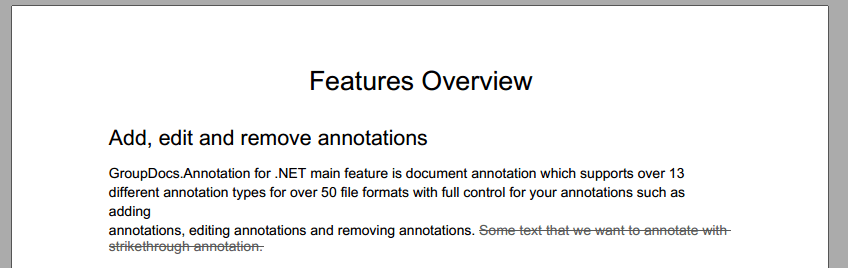 Features Overview
Add, edit and remove annotations
GroupDocs.Annotation for .NET main feature is document annotation which supports over 13
different annotation types for over 50 file formats with full control for your annotations such as
adding
annotations, editing annotations and removing annotations. Some text that we want to annotate with
strikethrough annotation.